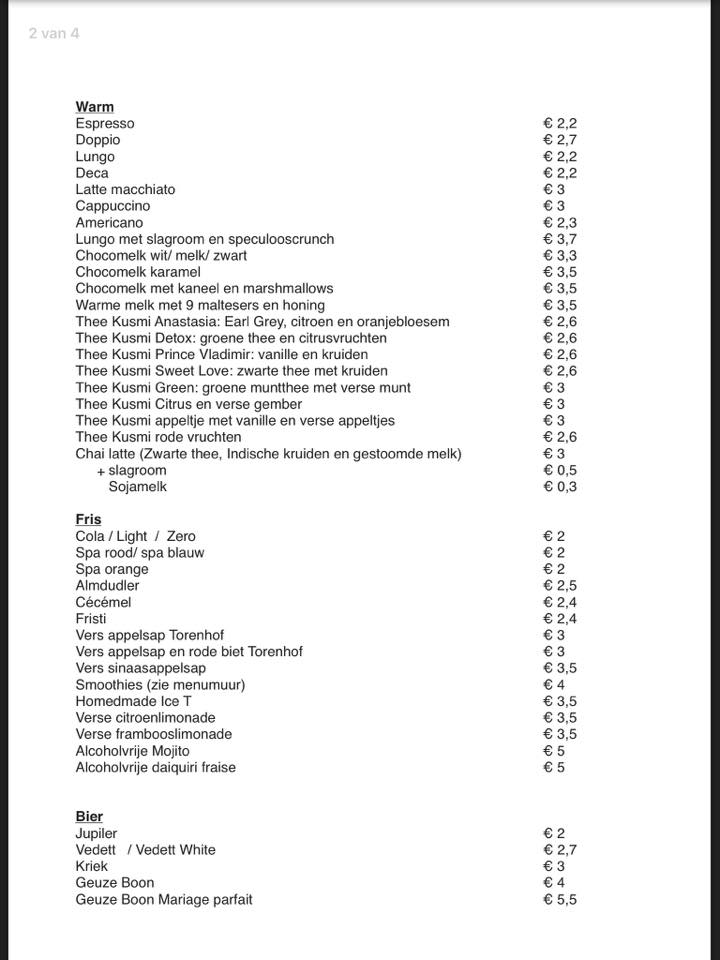 2 van 4
Warm
Espresso € 2,2
Doppio € 2,7
Lungo € 2,2
Deca € 2,2
Latte macchiato € 3
Cappuccino € 3
Americano € 2,3
Lungo met slagroom en speculooscrunch € 3,7
Chocomelk wit/ melk/ zwart € 3,3
Chocomelk karamel € 3,5
Chocomelk met kaneel en marshmallows € 3,5
Warme melk met 9 maltesers en honing € 3,5
Thee Kusmi Anastasia: Earl Grey, citroen en oranjebloesem € 2,6
Thee Kusmi Detox: groene thee en citrusvruchten € 2,6
Thee Kusmi Prince Vladimir: vanille en kruiden € 2,6
Thee Kusmi Sweet Love: zwarte thee met kruiden € 2,6
Thee Kusmi Green: groene muntthee met verse munt € 3
Thee Kusmi Citrus en verse gember € 3
Thee Kusmi appeltje met vanille en verse appeltjes € 3
Thee Kusmi rode vruchten € 2,6
Chai latte (Zwarte thee, Indische kruiden en gestoomde melk) € 3
+ slagroom € 0,5
Sojamelk € 0,3
Fris
Cola / Light / Zero € 2
Spa rood/ spa blauw € 2
Spa orange € 2
Almdudler € 2,5
Cécémel € 2,4
Fristi € 2,4
Vers appelsap Torenhof € 3
Vers appelsap en rode biet Torenhof € 3
Vers sinaasappelsap € 3,5
Smoothies (zie menumuur) € 4
Homedmade Ice T € 3,5
Verse citroenlimonade € 3,5
Verse frambooslimonade € 3,5
Alcoholvrije Mojito € 5
Alcoholvrije daiquiri fraise € 5
Bier
Jupiler € 2
Vedett / Vedett White € 2,7
Kriek € 3
Geuze Boon € 4
Geuze Boon Mariage parfait € 5,5